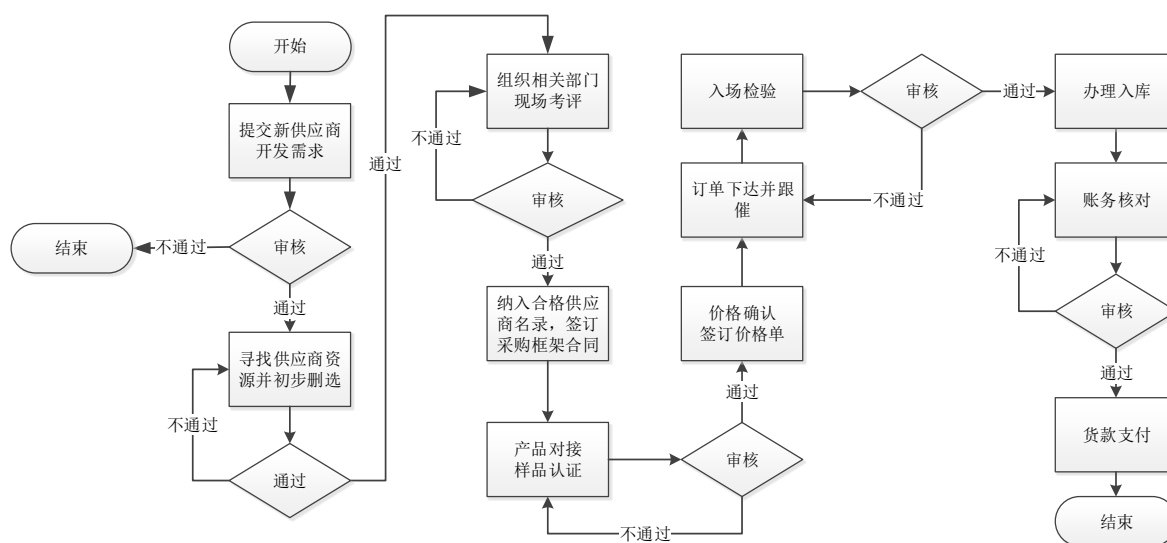 开始
提交新供应商
开发需求
审核
不通过
结束
通过
寻找供应商资
源并初步删选
不通过
通过
通过
组织相关部门
现场考评
不通过
审核
通过
纳入合格供应
商名录，签订
采购框架合同
产品对接
样品认证
审核
不通过
通过
价格确认
签订价格单
订单下达并跟
催
入场检验
审核
不通过
通过
办理入库
账务核对
不通过
审核
通过
货款支付
结束